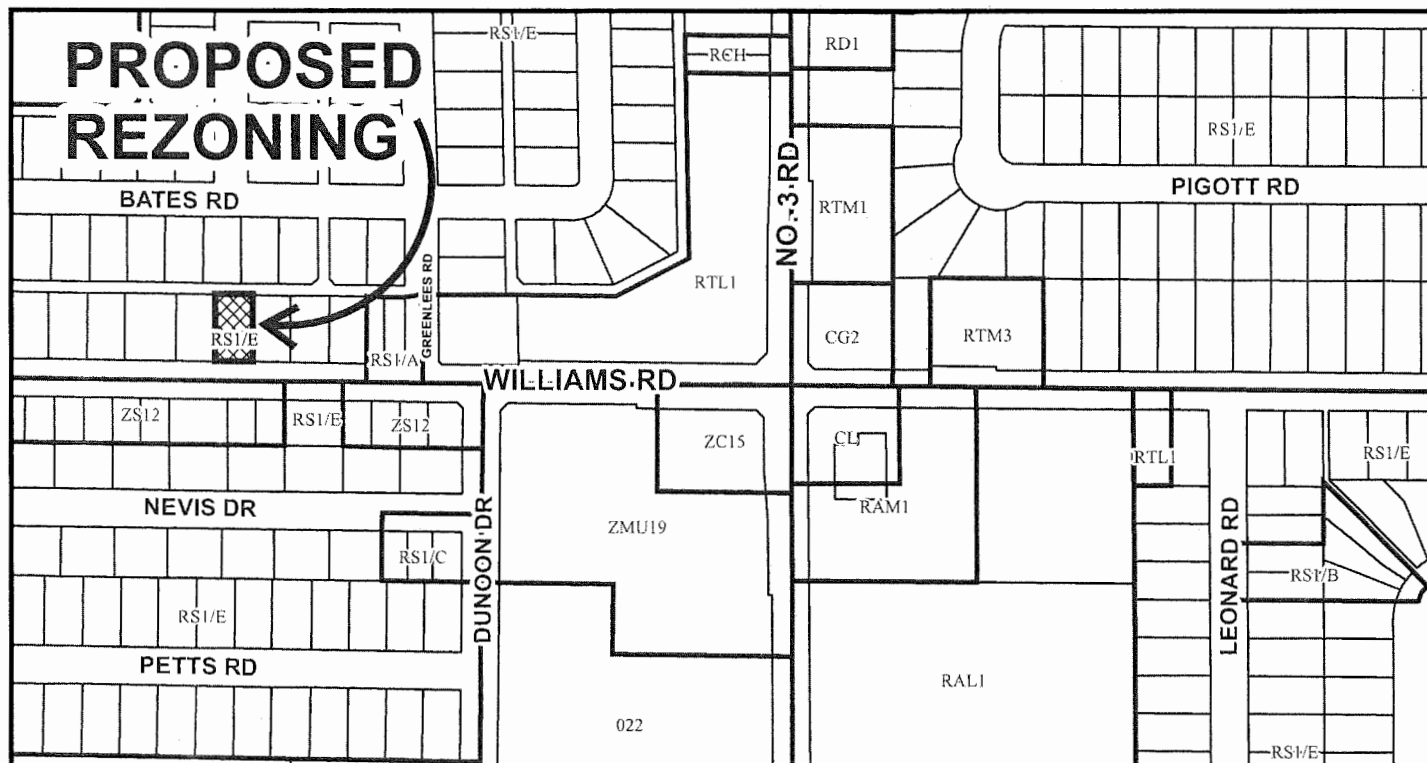 RS1/E
RCH
RD1
PROPOSED
REZONING
RS1/E
BATES RD
NO. 3 RD
RTM1
PIGOTT RD
GREENLEES RD
RTL1
RS1/E
RS1/A
CG2
RTM3
WILLIAMS RD
ZS12
RS1/E
ZS12
ZC15
CL
RTL1
RS1/E
NEVIS DR
DUNOON DR
ZMU19
RAM1
LEONARD RD
RS1/C
RS1/B
RS1/E
PETTS RD
RAL1
022
RS1/E